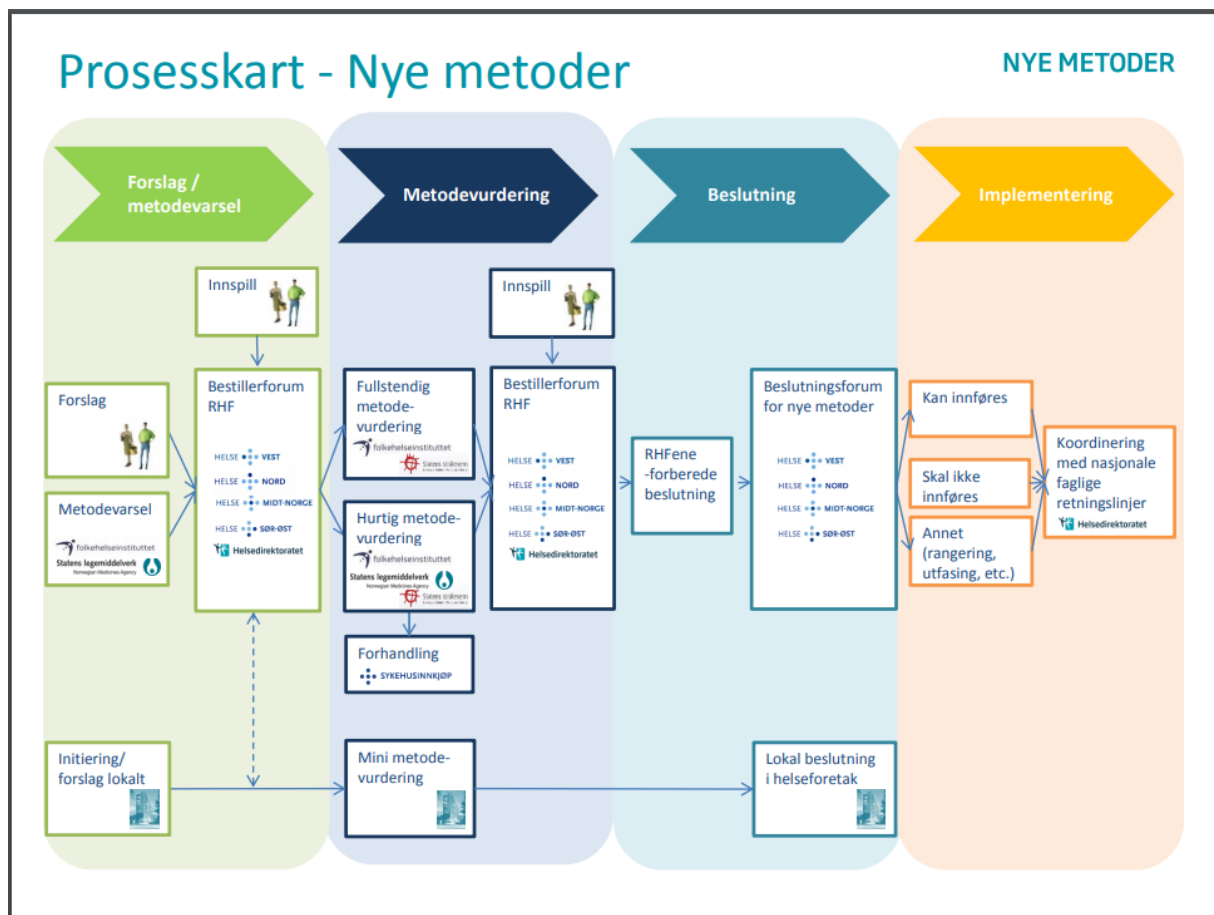 Prosesskart - Nye metoder
NYE METODER
Forslag /
metodevarsel
Metodevurdering
Beslutning
Implementering
Innspill
Innspill
Forslag
Metodevarsel
folkehelseinstituttet
Statens legemiddelverk
Norwegian Medicines Agency
Bestillerforum
RHF
HELSE VEST
HELSE NORD
HELSE MIDT-NORGE
HELSE SØR-ØST
Helsedirektoratet
Fullstendig
metode-
vurdering
folkehelseinstituttet
Statens strålevern
Hurtig metode-
vurdering
folkehelseinstituttet
Statens legemiddelverk
Norwegian Medicines Agency
Statens strålevern
Forhandling
SYKEHUSINNKJØP
Bestillerforum
RHF
HELSE VEST
HELSE NORD
HELSE MIDT-NORGE
HELSE SØR-ØST
Helsedirektoratet
RHFene
-forberede
beslutning
Beslutningsforum
for nye metoder
HELSE VEST
HELSE NORD
HELSE MIDT-NORGE
HELSE SØR-ØST
Kan innføres
Skal ikke
innføres
Annet
(rangering,
utfasing, etc.)
Koordinering
med nasjonale
faglige
retningslinjer
Helsedirektoratet
Initiering/
forslag lokalt
Mini metode-
vurdering
Lokal beslutning
i helseforetak